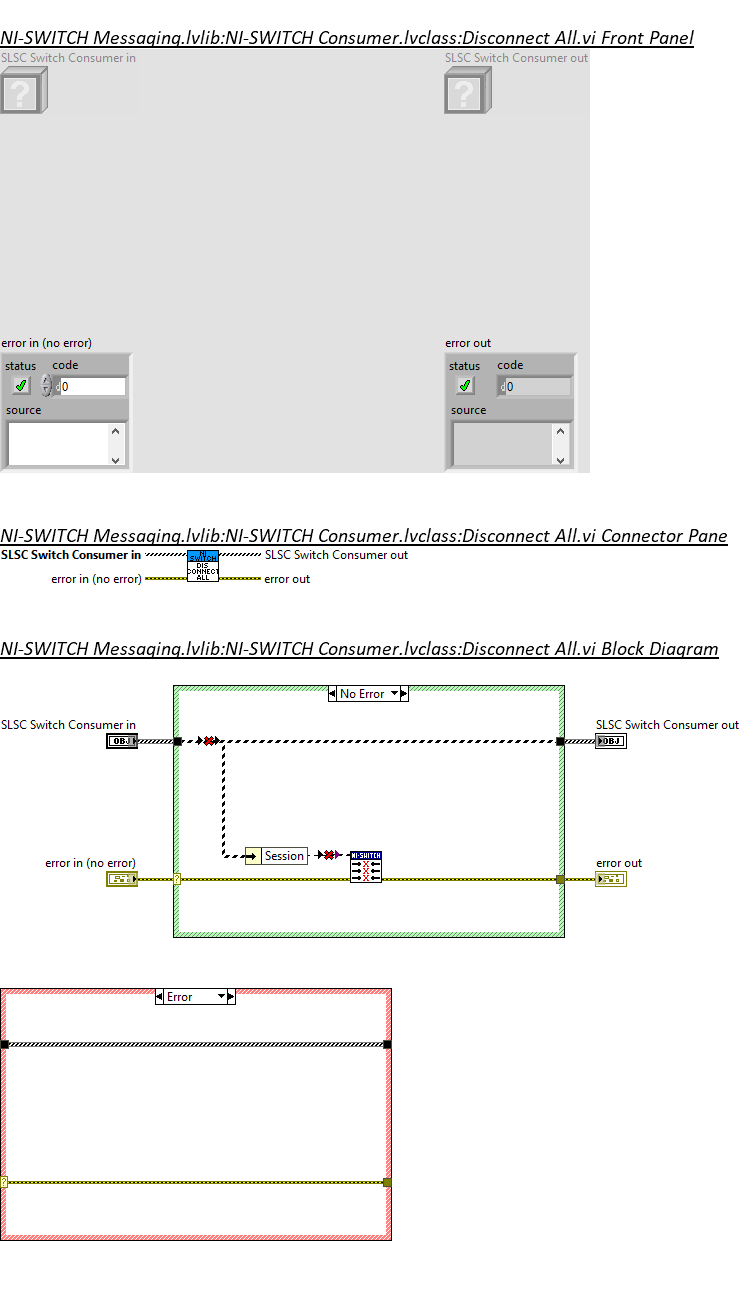 NI-SWITCH Messaging.lvlib:NI-SWITCH Consumer.lvclass:Disconnect All.vi Front Panel
SLSC Switch Consumer in
SLSC Switch Consumer out
?
?
error in (no error)
error out
status code
status code
d 0
d 0
source
source
NI-SWITCH Messaging.lvlib:NI-SWITCH Consumer.lvclass:Disconnect All.vi Connector Pane
SLSC Switch Consumer in
NI
SWITCH
DIS
CONNECT
ALL
SLSC Switch Consumer out
error in (no error)
error out
NI-SWITCH Messaging.lvlib:NI-SWITCH Consumer.lvclass:Disconnect All.vi Block Diagram
No Error
SLSC Switch Consumer in
SLSC Switch Consumer out
OBJ
OBJ
Session
NI-SWITCH
error in (no error)
error out
?
Error
?